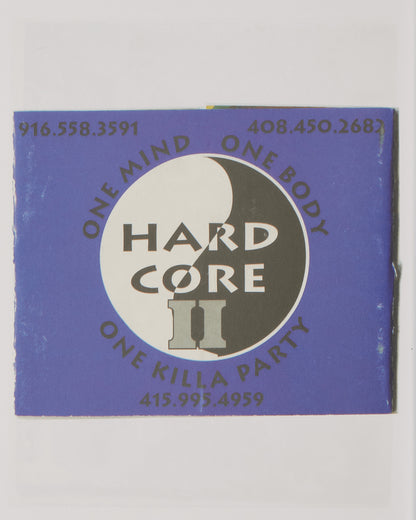 916.558.3591
408.450.2682
ONE MIND ONE BODY
HARD
CORE
II
ONE KILLA PARTY
415.995.4959